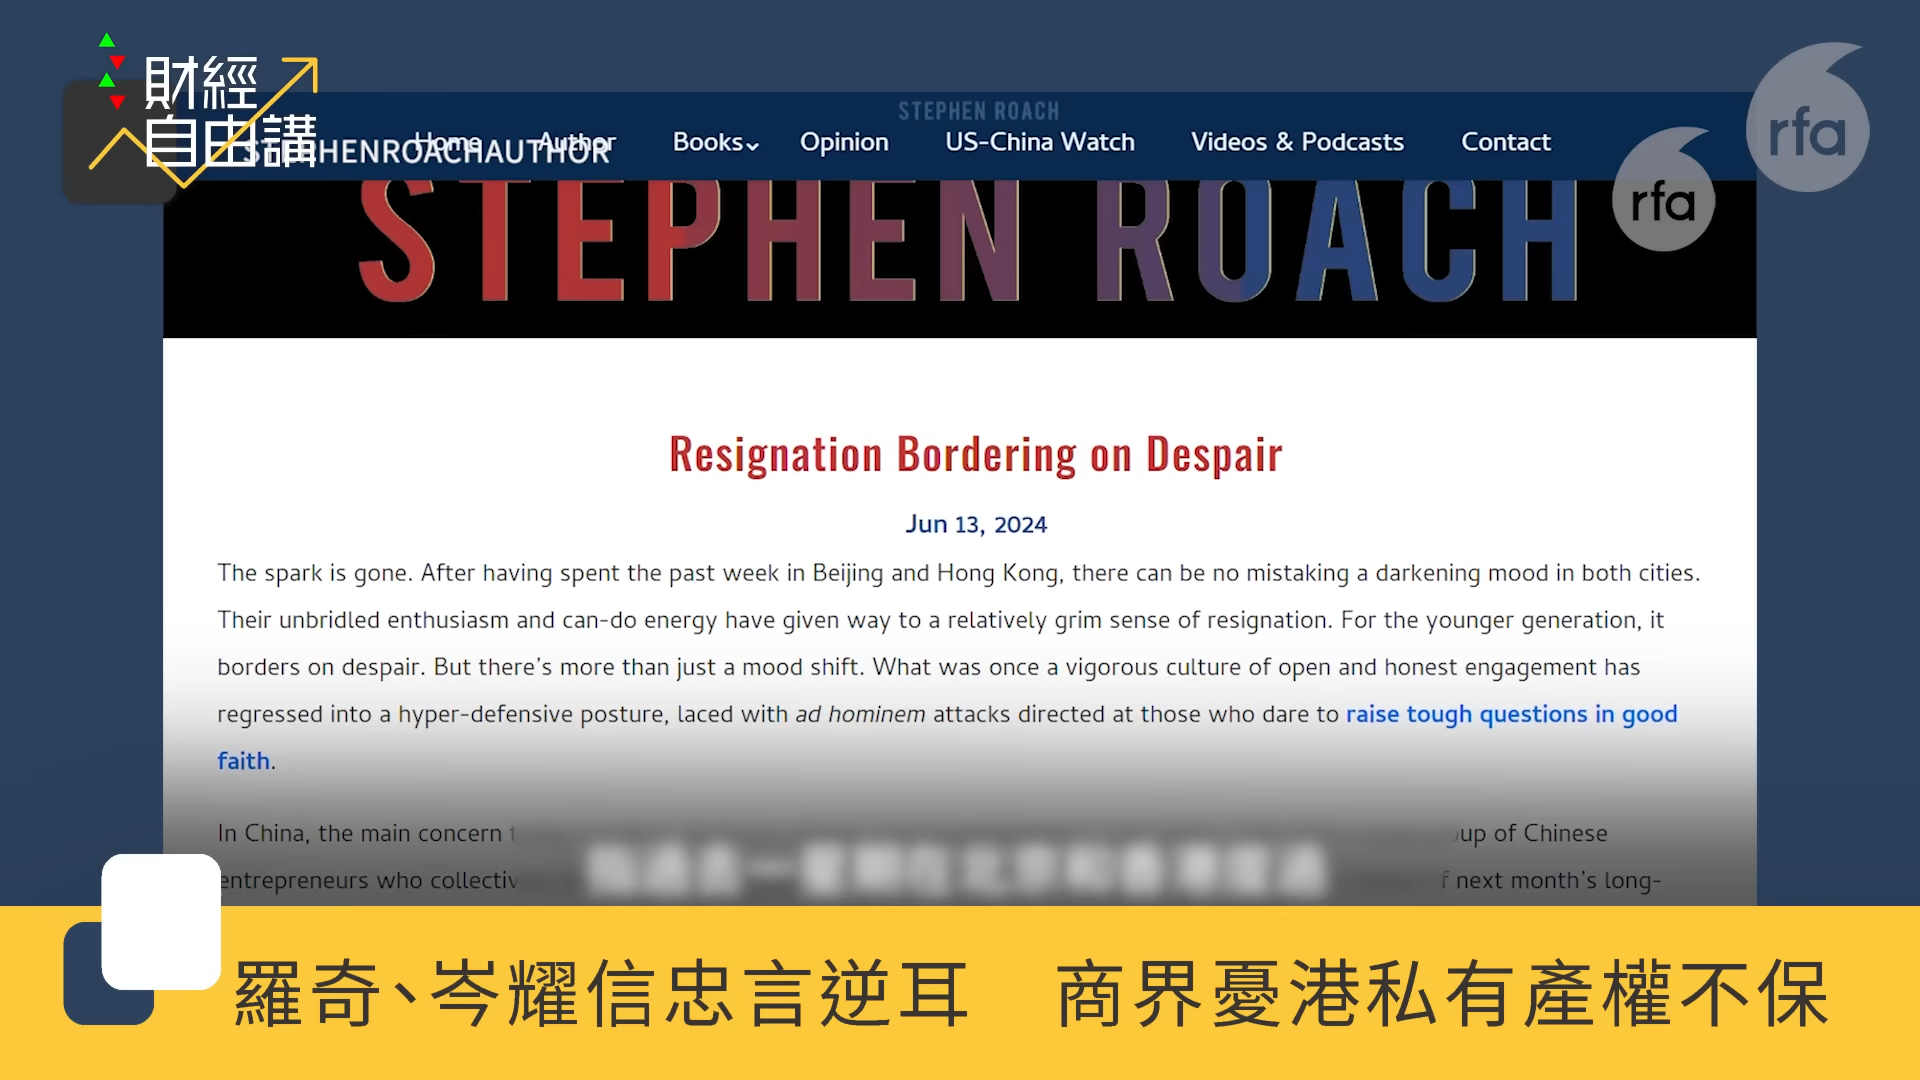 財經
自由講
rfa
STEPHEN ROACH
STEPHENROACHAUTHOR
Home Author Books Opinion US-China Watch Videos & Podcasts Contact
rfa
STEPHEN ROACH
Resignation Bordering on Despair
Jun 13, 2024
The spark is gone. After having spent the past week in Beijing and Hong Kong, there can be no mistaking a darkening mood in both cities.
Their unbridled enthusiasm and can-do energy have given way to a relatively grim sense of resignation. For the younger generation, it
borders on despair. But there's more than just a mood shift. What was once a vigorous culture of open and honest engagement has
regressed into a hyper-defensive posture, laced with ad hominem attacks directed at those who dare to raise tough questions in good
faith.
In China, the main concern of Chinese
entrepreneurs who next month's long-
羅奇、岑耀信忠言逆耳 商界憂港私有產權不保